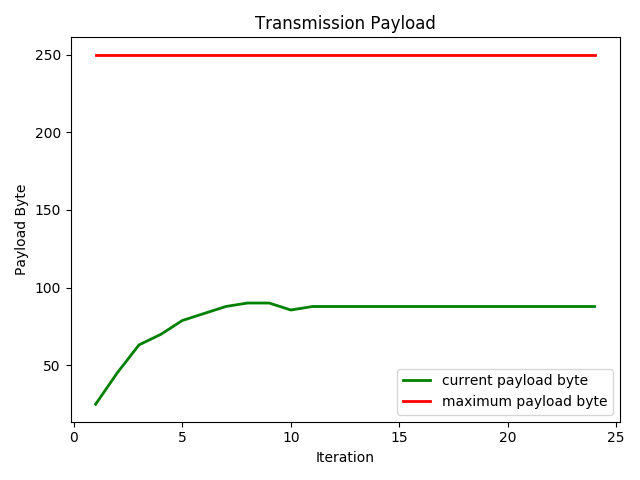 Transmission Payload
Payload Byte
250
200
150
100
50
0
5
10
15
20
25
Iteration
current payload byte
maximum payload byte